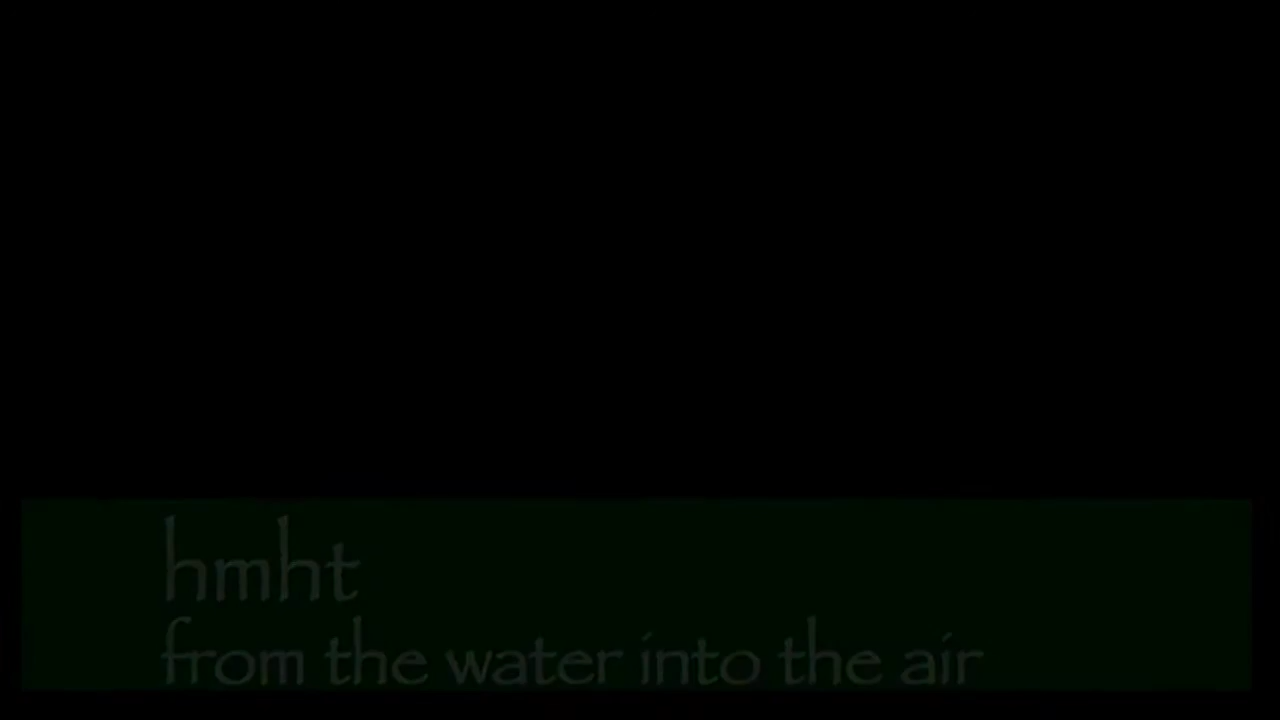 hmht
from the water into the air